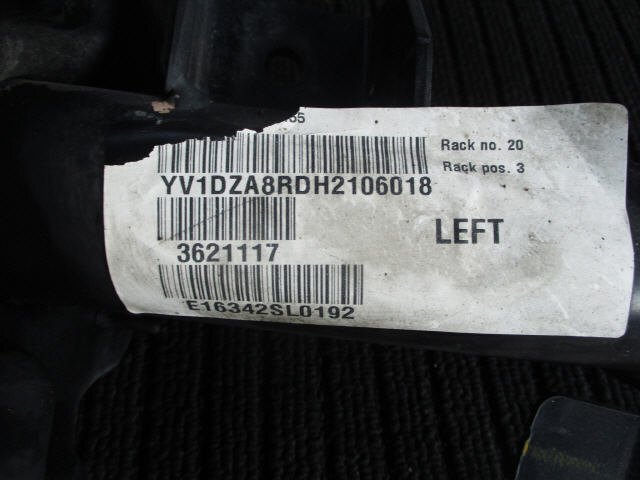 Rack no. 20
Rack pos. 3
YV1DZA8RDH2106018
3621117
LEFT
E16342SL0192